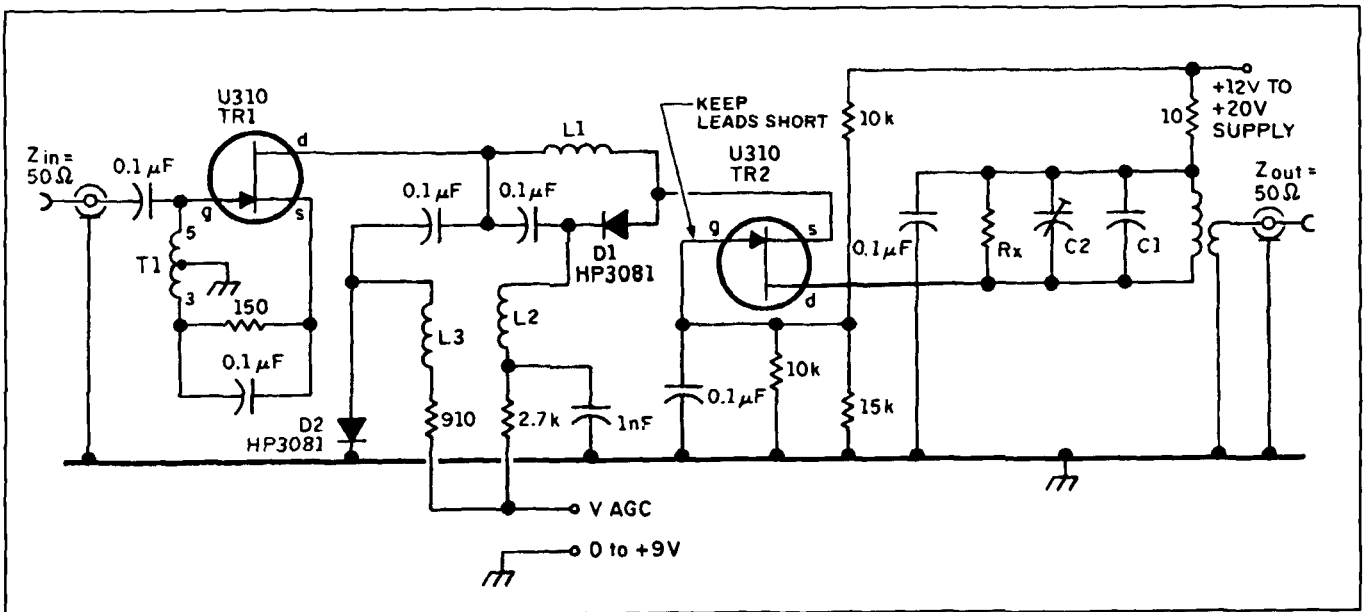 U310
TR1
d
g
s
Z in =
50Ω
0.1 µF
T1
5
3
150
0.1 µF
D2
HP3081
0.1 µF
0.1 µF
L1
D1
HP3081
L3
L2
910
2.7k
1nF
V AGC
0 to +9V
KEEP
LEADS SHORT
U310
TR2
g
s
d
10k
10k
0.1 µF
15k
0.1 µF
Rx
C2
C1
10
+12V TO
+20V
SUPPLY
Z out =
50Ω